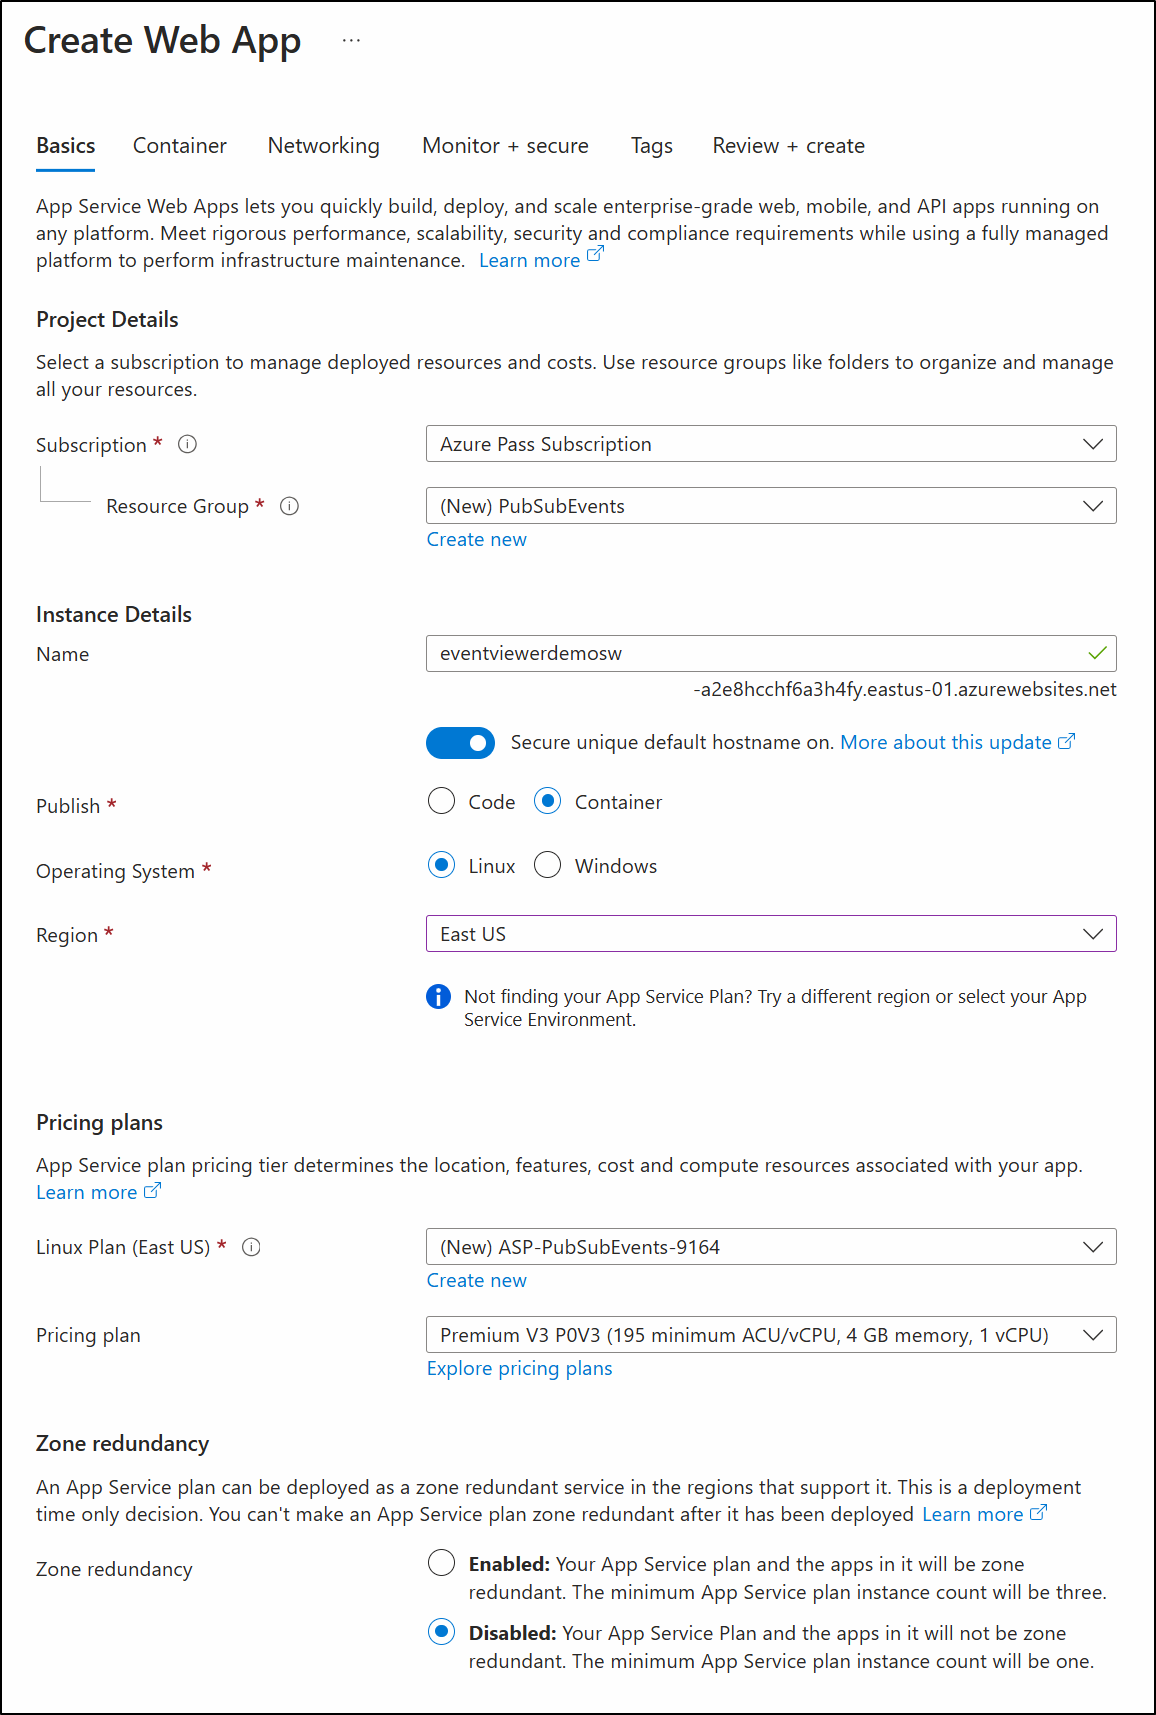 Create Web App ...
Basics Container Networking Monitor + secure Tags Review + create
App Service Web Apps lets you quickly build, deploy, and scale enterprise-grade web, mobile, and API apps running on
any platform. Meet rigorous performance, scalability, security and compliance requirements while using a fully managed
platform to perform infrastructure maintenance. Learn more
Project Details
Select a subscription to manage deployed resources and costs. Use resource groups like folders to organize and manage
all your resources.
Subscription * Azure Pass Subscription
Resource Group * (New) PubSubEvents
Create new
Instance Details
Name eventviewerdemosw
-a2e8hcchf6a3h4fy.eastus-01.azurewebsites.net
Secure unique default hostname on. More about this update
Publish * Code Container
Operating System * Linux Windows
Region * East US
Not finding your App Service Plan? Try a different region or select your App
Service Environment.
Pricing plans
App Service plan pricing tier determines the location, features, cost and compute resources associated with your app.
Learn more
Linux Plan (East US) * (New) ASP-PubSubEvents-9164
Create new
Pricing plan Premium V3 P0V3 (195 minimum ACU/vCPU, 4 GB memory, 1 vCPU)
Explore pricing plans
Zone redundancy
An App Service plan can be deployed as a zone redundant service in the regions that support it. This is a deployment
time only decision. You can't make an App Service plan zone redundant after it has been deployed Learn more
Zone redundancy Enabled: Your App Service plan and the apps in it will be zone
redundant. The minimum App Service plan instance count will be three.
Disabled: Your App Service Plan and the apps in it will not be zone
redundant. The minimum App Service plan instance count will be one.